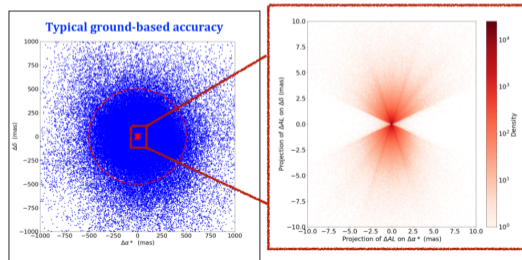 Typical ground-based accuracy
1000
750
500
250
0
−250
−500
−750
−1000
Δδ (mas)
−1000 −750 −500 −250 0 250 500 750 1000
Δα* (mas)
10.0
7.5
5.0
2.5
0.0
−2.5
−5.0
−7.5
−10.0
Projection of ΔAL on Δδ (mas)
−10.0 −7.5 −5.0 −2.5 0.0 2.5 5.0 7.5 10.0
Projection of ΔAL on Δα* (mas)
10⁴
10³
10²
10¹
10⁰
Density